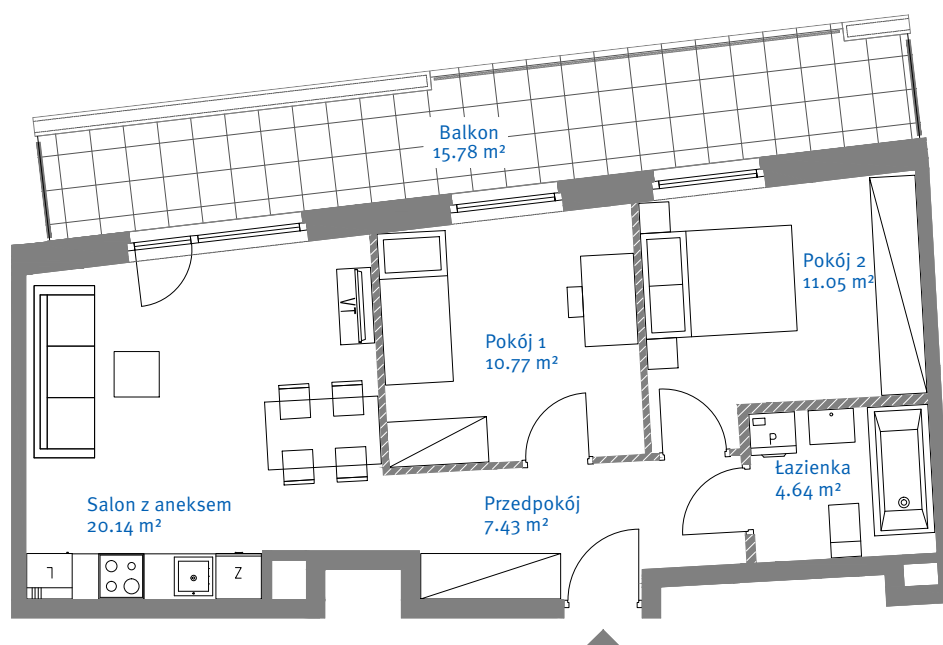 Balkon
15.78 m²
Pokój 2
11.05 m²
TV
Pokój 1
10.77 m²
P
Łazienka
4.64 m²
Salon z aneksem
20.14 m²
Przedpokój
7.43 m²
L
Z